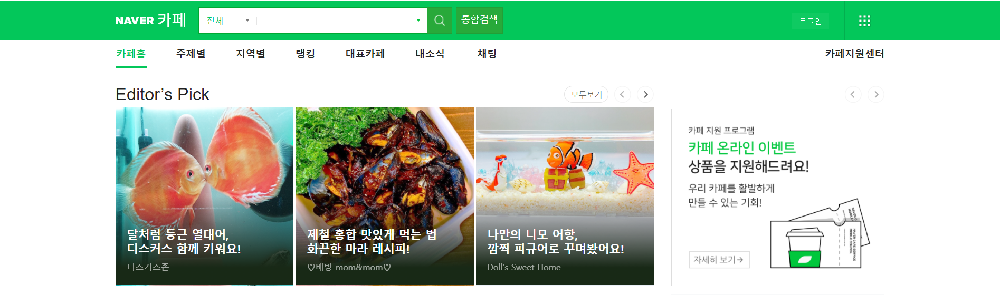 NAVER 카페
전체
통합검색
로그인
카페홈
주제별
지역별
랭킹
대표카페
내소식
채팅
카페지원센터
Editor’s Pick
모두보기
달처럼 둥근 열대어,
디스커스 함께 키워요!
디스커스존
제철 홍합 맛있게 먹는 법
화끈한 마라 레시피!
♡배방 mom&mom♡
나만의 니모 어항,
깜찍 피규어로 꾸며봤어요!
Doll's Sweet Home
카페 지원 프로그램
카페 온라인 이벤트
상품을 지원해드려요!
우리 카페를 활발하게
만들 수 있는 기회!
자세히 보기→
NAVER CAFE SERVICE
MOBILE COUPON